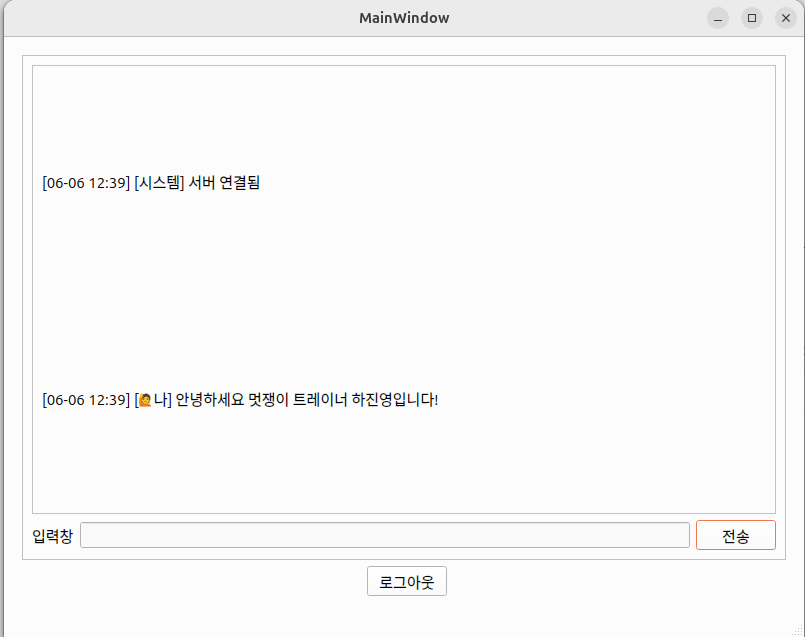 MainWindow
[06-06 12:39] [시스템] 서버 연결됨
[06-06 12:39] [🙋나] 안녕하세요 멋쟁이 트레이너 하진영입니다!
입력창
전송
로그아웃